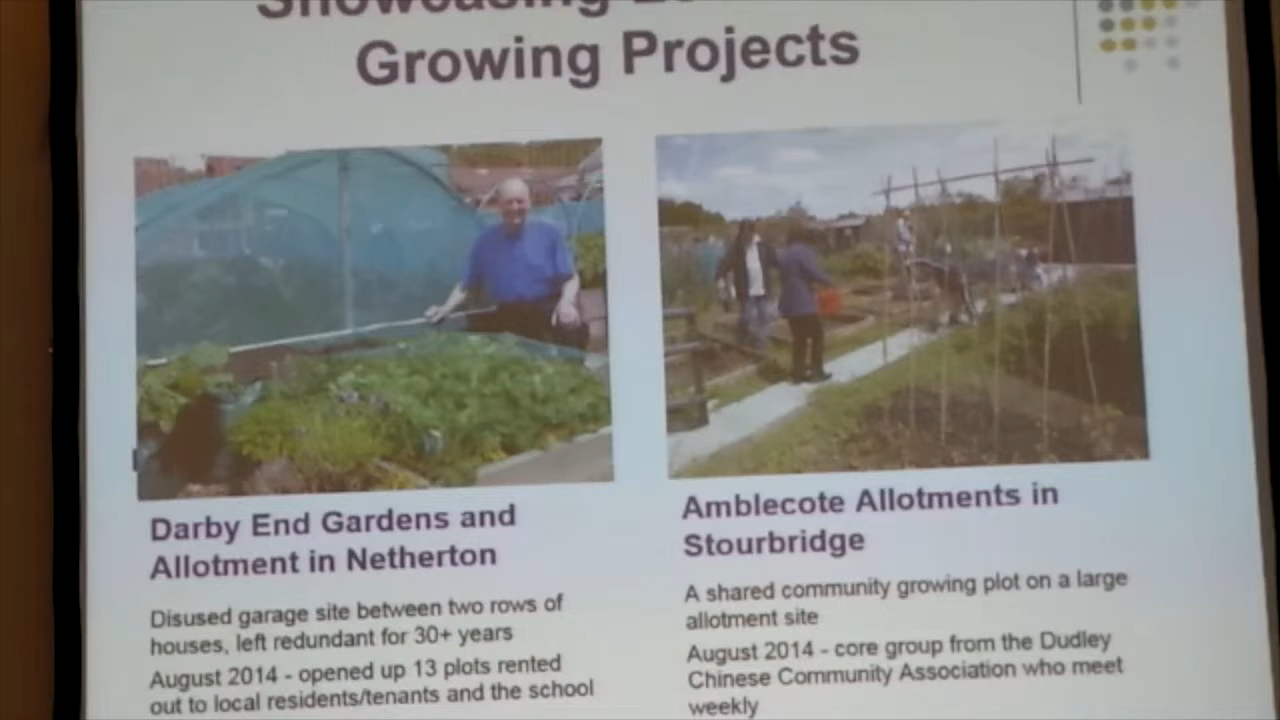 Showcasing
Growing Projects
Darby End Gardens and
Allotment in Netherton
Disused garage site between two rows of
houses, left redundant for 30+ years
August 2014 - opened up 13 plots rented
out to local residents/tenants and the school
Amblecote Allotments in
Stourbridge
A shared community growing plot on a large
allotment site
August 2014 - core group from the Dudley
Chinese Community Association who meet
weekly